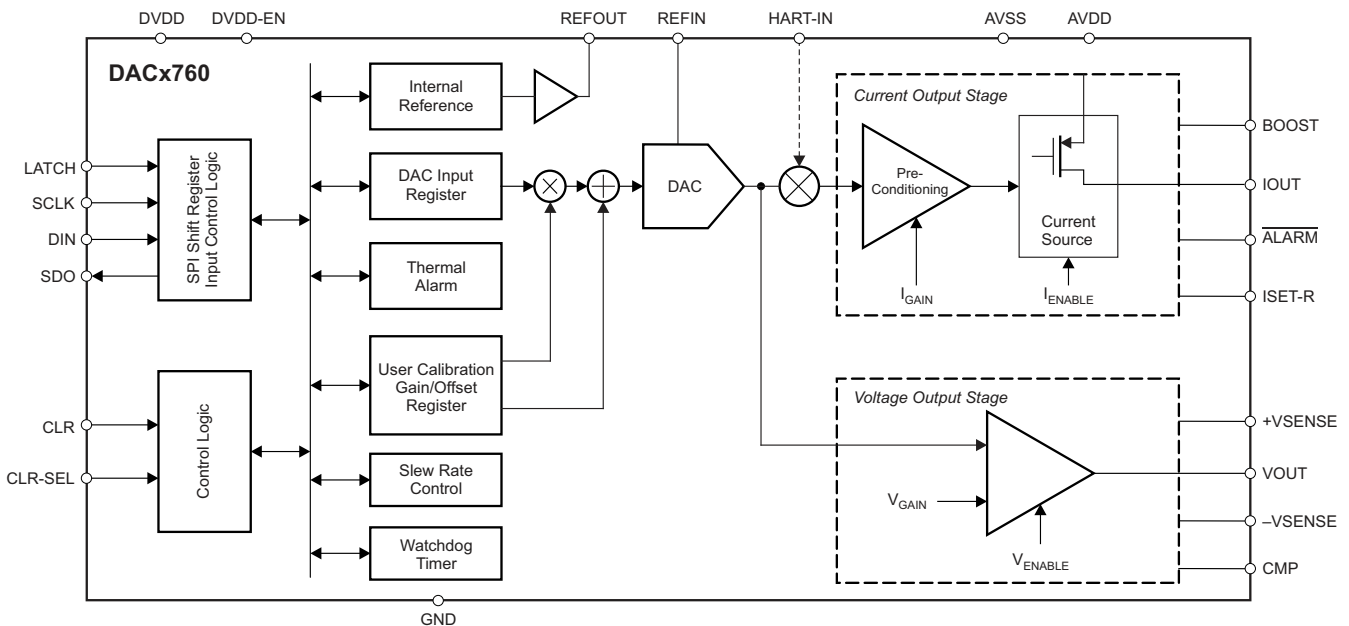 DVDD
DVDD-EN
REFOUT
REFIN
HART-IN
AVSS
AVDD
DACx760
LATCH
SCLK
DIN
SDO
CLR
CLR-SEL
SPI Shift Register
Input Control Logic
Control Logic
Internal
Reference
DAC Input
Register
Thermal
Alarm
User Calibration
Gain/Offset
Register
Slew Rate
Control
Watchdog
Timer
×
+
DAC
Current Output Stage
Pre-
Conditioning
Current
Source
IGAIN
IENABLE
BOOST
IOUT
ALARM
ISET-R
Voltage Output Stage
VGAIN
VENABLE
+VSENSE
VOUT
–VSENSE
CMP
GND